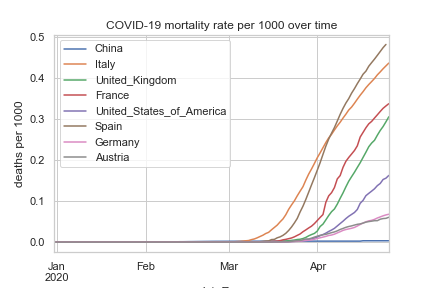 COVID-19 mortality rate per 1000 over time
deaths per 1000
0.5
0.4
0.3
0.2
0.1
0.0
China
Italy
United_Kingdom
France
United_States_of_America
Spain
Germany
Austria
Jan
2020
Feb
Mar
Apr